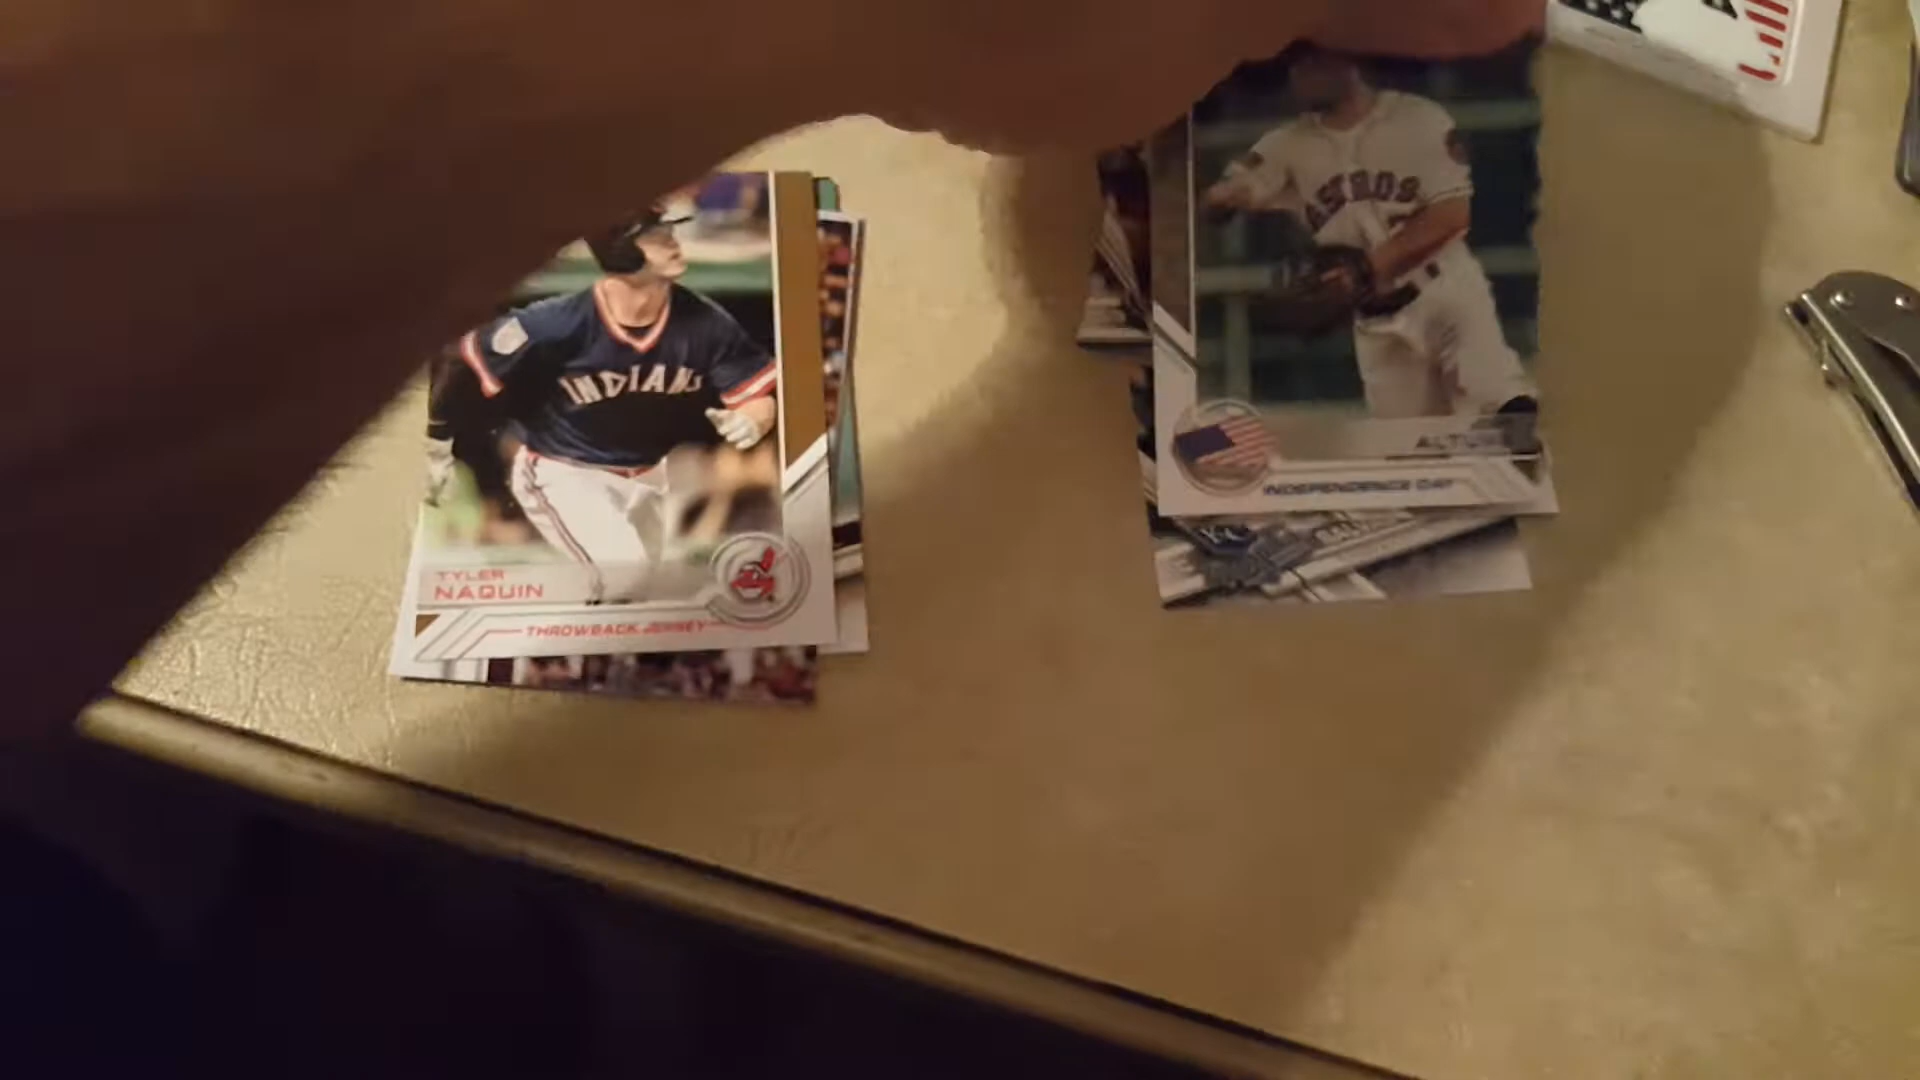 INDIANS
TYLER
NAQUIN
THROWBACK JERSEY
ASTROS
ALTUVE
INDEPENDENCE DAY